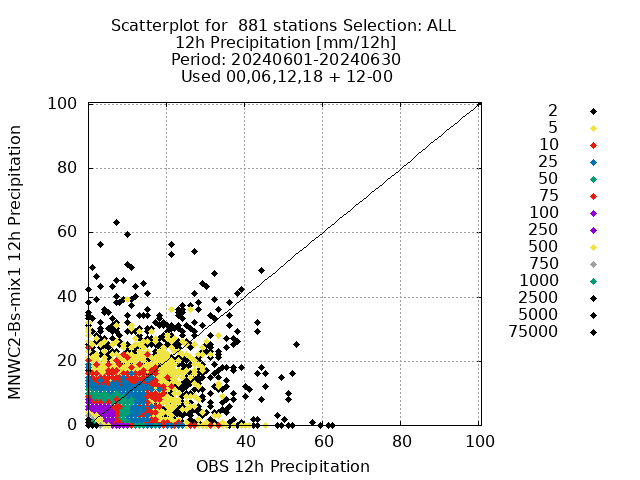 Scatterplot for  881 stations Selection: ALL
12h Precipitation [mm/12h]
Period: 20240601-20240630
Used 00,06,12,18 + 12-00
MNWC2-Bs-mix1 12h Precipitation
100
80
60
40
20
0
0 20 40 60 80 100
OBS 12h Precipitation
2
5
10
25
50
75
100
250
500
750
1000
2500
5000
75000